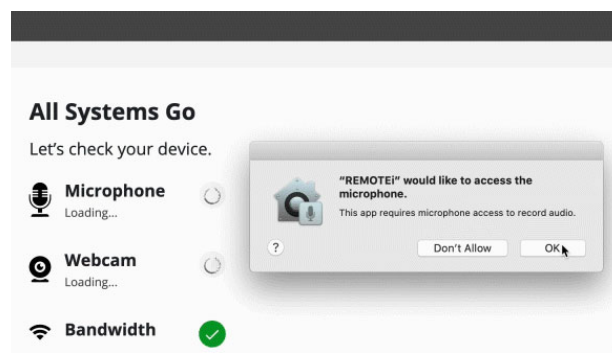 All Systems Go
Let's check your device.
Microphone
Loading...
Webcam
Loading...
Bandwidth
“REMOTEi” would like to access the
microphone.
This app requires microphone access to record audio.
?
Don't Allow
OK